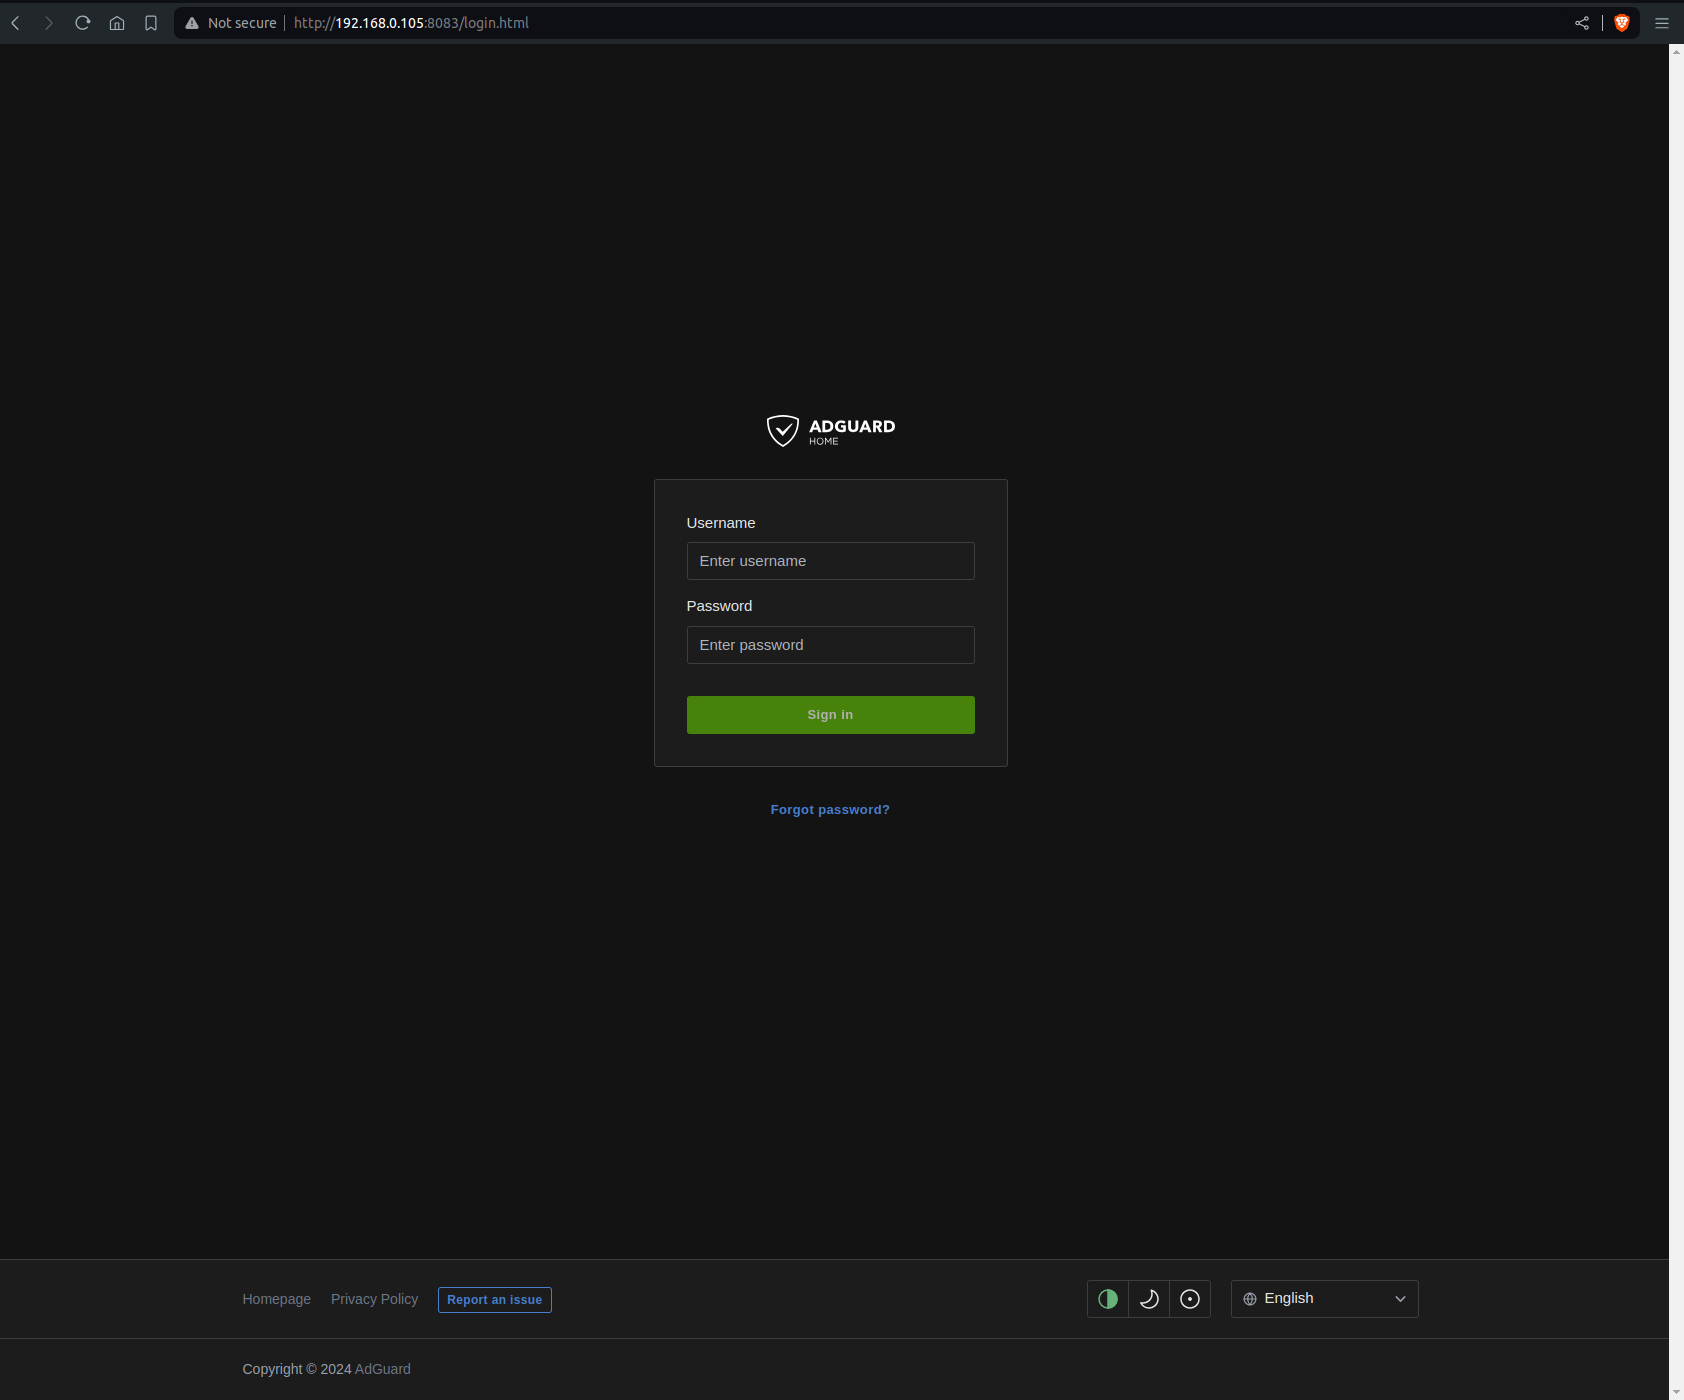 Not secure http://192.168.0.105:8083/login.html
ADGUARD
HOME
Username
Enter username
Password
Enter password
Sign in
Forgot password?
Homepage Privacy Policy Report an issue English
Copyright © 2024 AdGuard